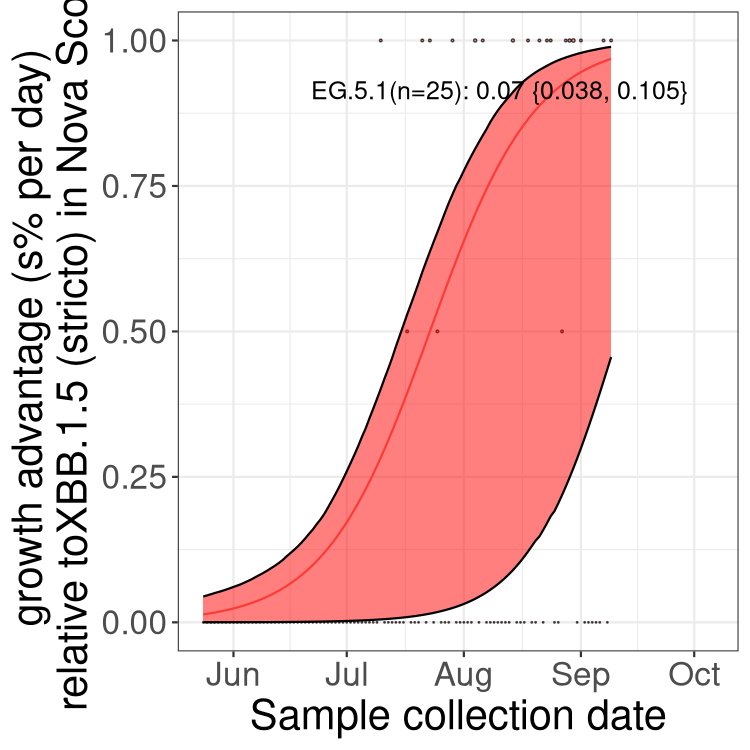 growth advantage (s% per day)
relative toXBB.1.5 (stricto) in Nova Sco
1.00
0.75
0.50
0.25
0.00
EG.5.1(n=25): 0.07 {0.038, 0.105}
Jun Jul Aug Sep Oct
Sample collection date